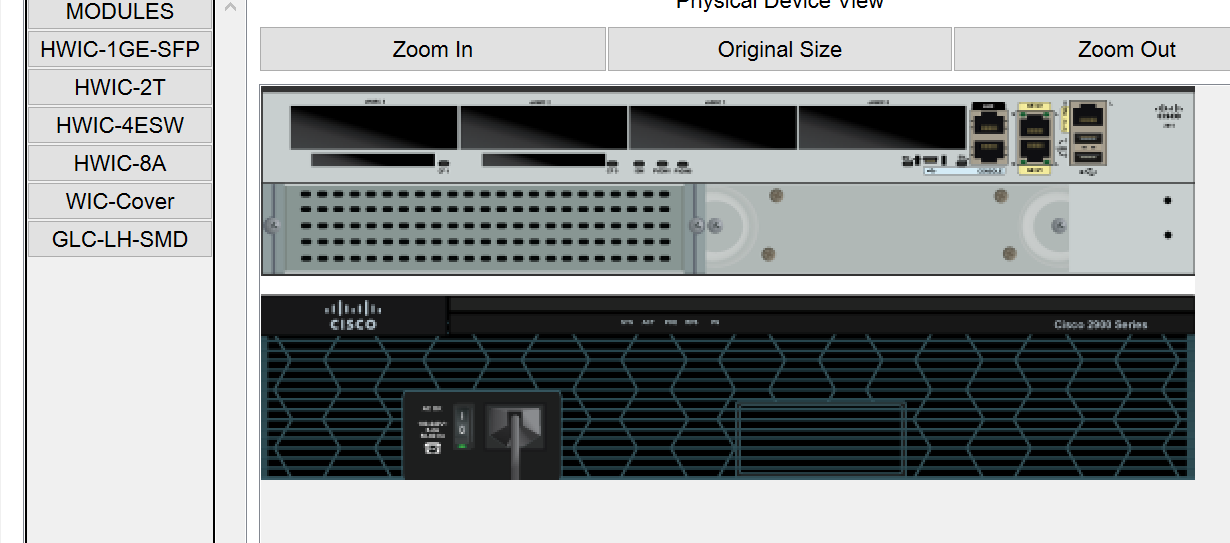 MODULES
HWIC-1GE-SFP
HWIC-2T
HWIC-4ESW
HWIC-8A
WIC-Cover
GLC-LH-SMD
Physical Device View
Zoom In
Original Size
Zoom Out
CONSOLE
CISCO
Cisco 2900 Series